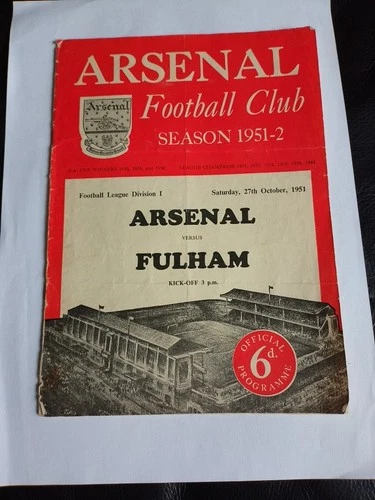 ARSENAL
Arsenal
Football Club
SEASON 1951-2
Football League Division I
Saturday, 27th October, 1951
ARSENAL
VERSUS
FULHAM
KICK-OFF 3 p.m.
OFFICIAL
6d.
PROGRAMME